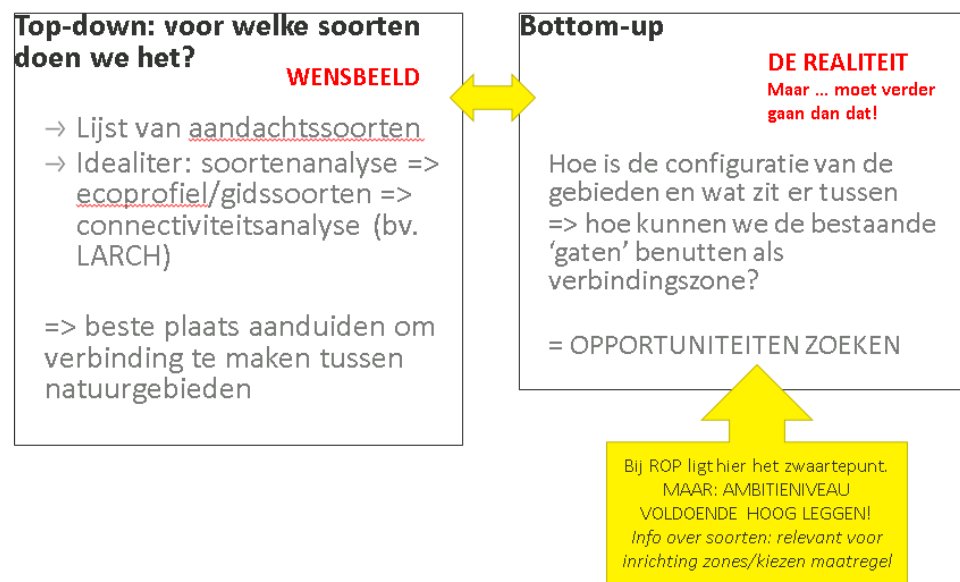 Top-down: voor welke soorten
doen we het?
WENSBEELD
→ Lijst van aandachtssoorten
→ Idealiter: soortenanalyse =>
ecoprofiel/gidssoorten =>
connectiviteitsanalyse (bv.
LARCH)
=> beste plaats aanduiden om
verbinding te maken tussen
natuurgebieden
Bottom-up
DE REALITEIT
Maar ... moet verder
gaan dan dat!
Hoe is de configuratie van de
gebieden en wat zit er tussen
=> hoe kunnen we de bestaande
‘gaten’ benutten als
verbindingszone?
= OPPORTUNITEITEN ZOEKEN
Bij ROP ligt hier het zwaartepunt.
MAAR: AMBITIENIVEAU
VOLDOENDE HOOG LEGGEN!
Info over soorten: relevant voor
inrichting zones/kiezen maatregel